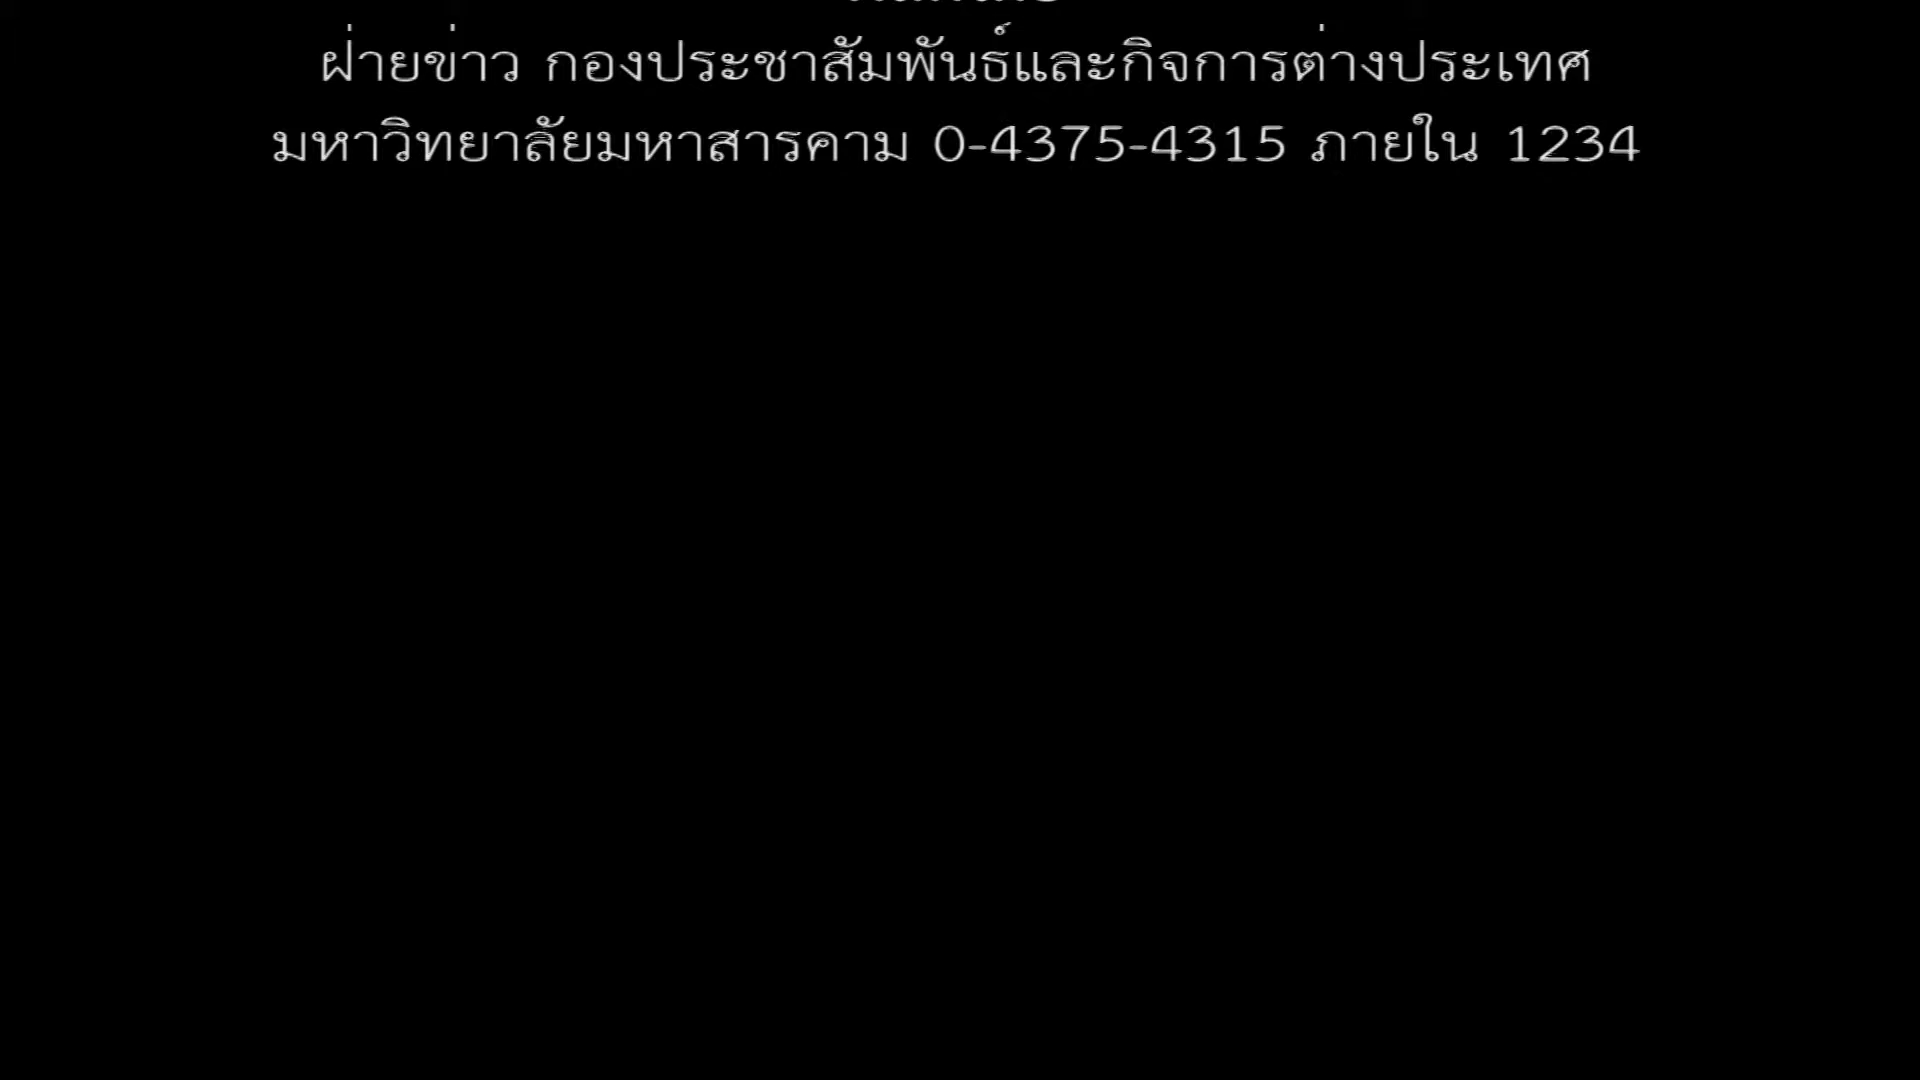 ฝ่ายข่าว กองประชาสัมพันธ์และกิจการต่างประเทศ
มหาวิทยาลัยมหาสารคาม 0-4375-4315 ภายใน 1234